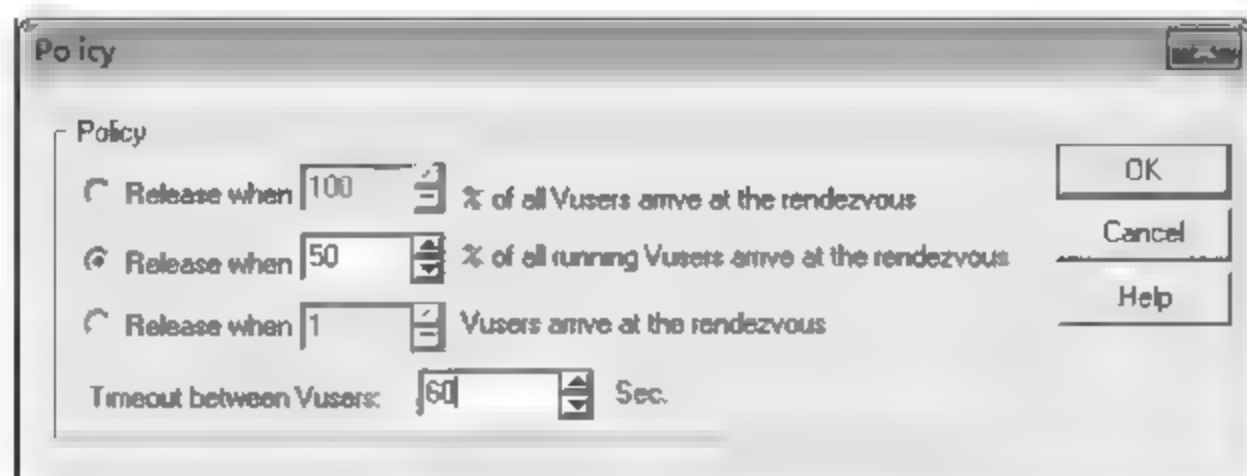 Policy
Policy
Release when 100 % of all Vusers arrive at the rendezvous
Release when 50 % of all running Vusers arrive at the rendezvous
Release when 1 Vusers arrive at the rendezvous
Timeout between Vusers: 60 Sec.
OK
Cancel
Help